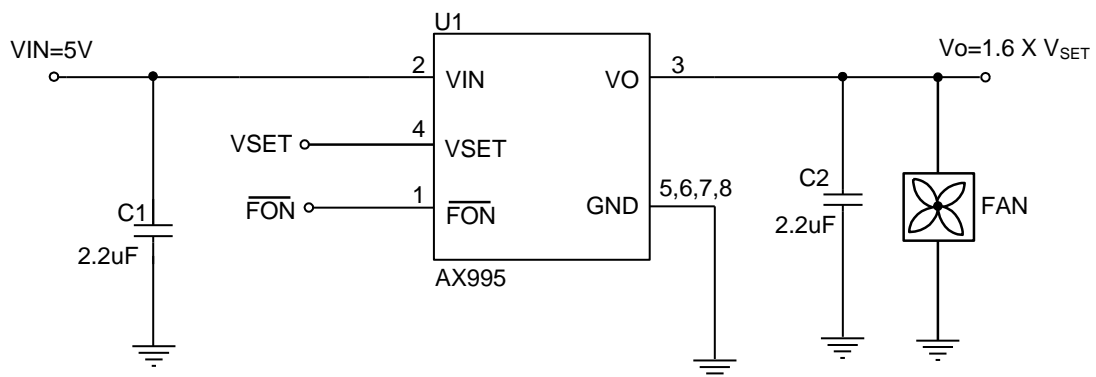 U1
VIN=5V
Vo=1.6 X VSET
2
VIN
VO
3
VSET
4
VSET
FON
1
FON
GND
5,6,7,8
C1
2.2uF
C2
2.2uF
FAN
AX995